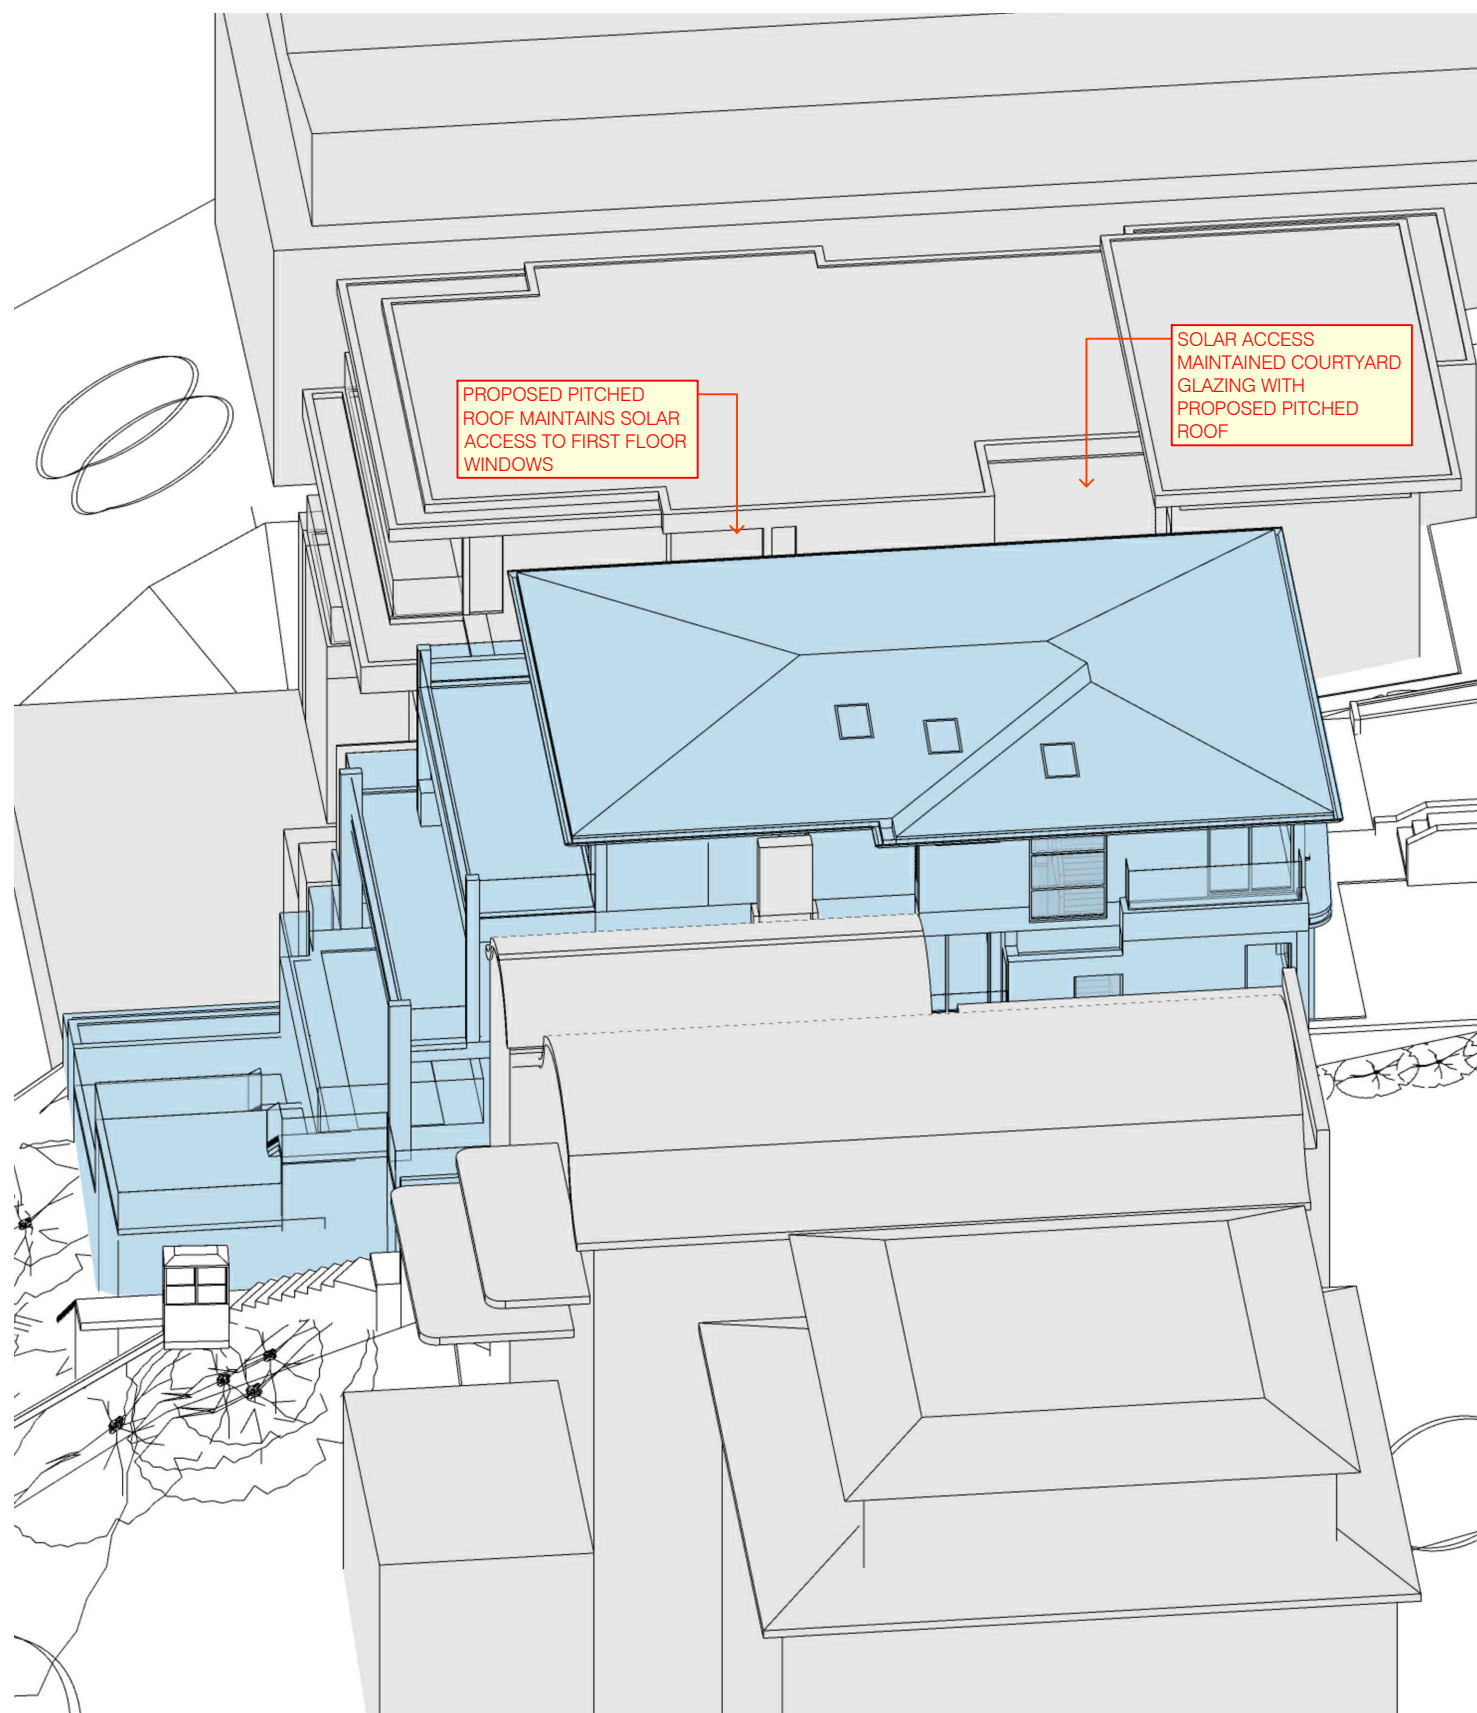 PROPOSED PITCHED
ROOF MAINTAINS SOLAR
ACCESS TO FIRST FLOOR
WINDOWS
SOLAR ACCESS
MAINTAINED COURTYARD
GLAZING WITH
PROPOSED PITCHED
ROOF